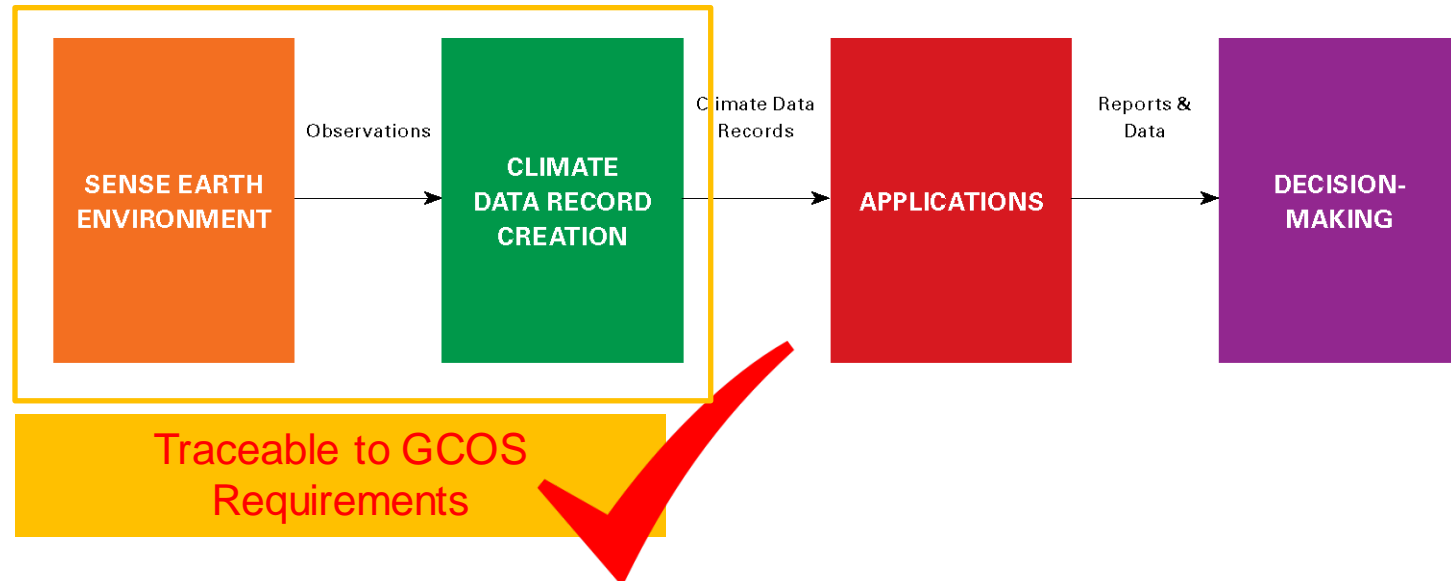 SENSE EARTH
ENVIRONMENT
Observations
CLIMATE
DATA RECORD
CREATION
Climate Data
Records
APPLICATIONS
Reports &
Data
DECISION-
MAKING
Traceable to GCOS
Requirements